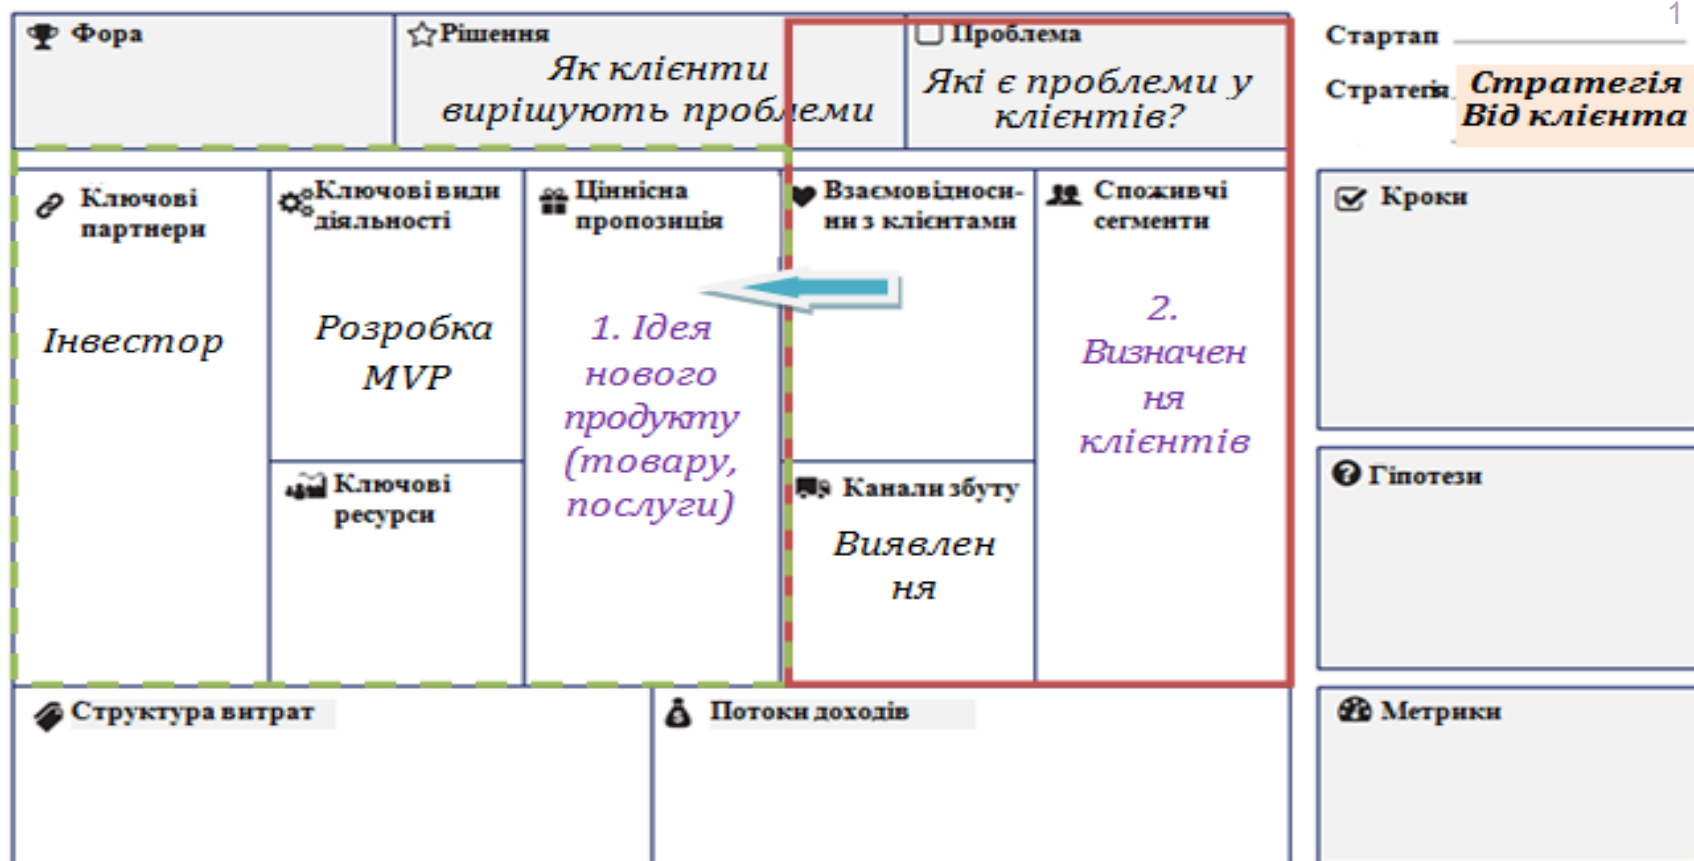 1
Фора
Рішення
Як клієнти
вирішують проблеми
Проблема
Які є проблеми у
клієнтів?
Стартап
Стратегія
Стратегія
Від клієнта
Ключові
партнери
Інвестор
Ключові види
діяльності
Розробка
MVP
Ключові
ресурси
Ціннісна
пропозиція
1. Ідея
нового
продукту
(товару,
послуги)
Взаємовідноси-
ни з клієнтами
Канали збуту
Виявлен
ня
Споживчі
сегменти
2.
Визначен
ня
клієнтів
Кроки
Гіпотези
Структура витрат
Потоки доходів
Метрики